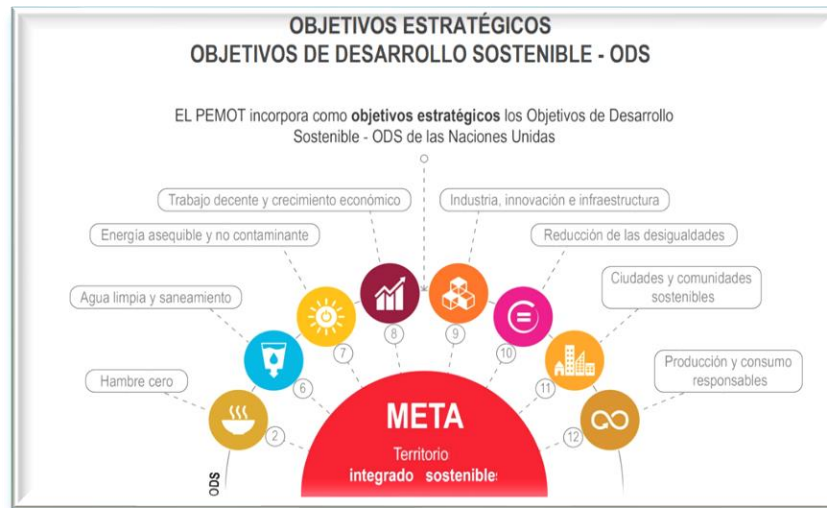 OBJETIVOS ESTRATÉGICOS
OBJETIVOS DE DESARROLLO SOSTENIBLE - ODS
EL PEMOT incorpora como objetivos estratégicos los Objetivos de Desarrollo
Sostenible - ODS de las Naciones Unidas
Trabajo decente y crecimiento económico
Industria, innovación e infraestructura
Energía asequible y no contaminante
Reducción de las desigualdades
Agua limpia y saneamiento
Ciudades y comunidades
sostenibles
Hambre cero
Producción y consumo
responsables
2
6
7
8
9
10
11
12
META
Territorio
integrado sostenible
ODS